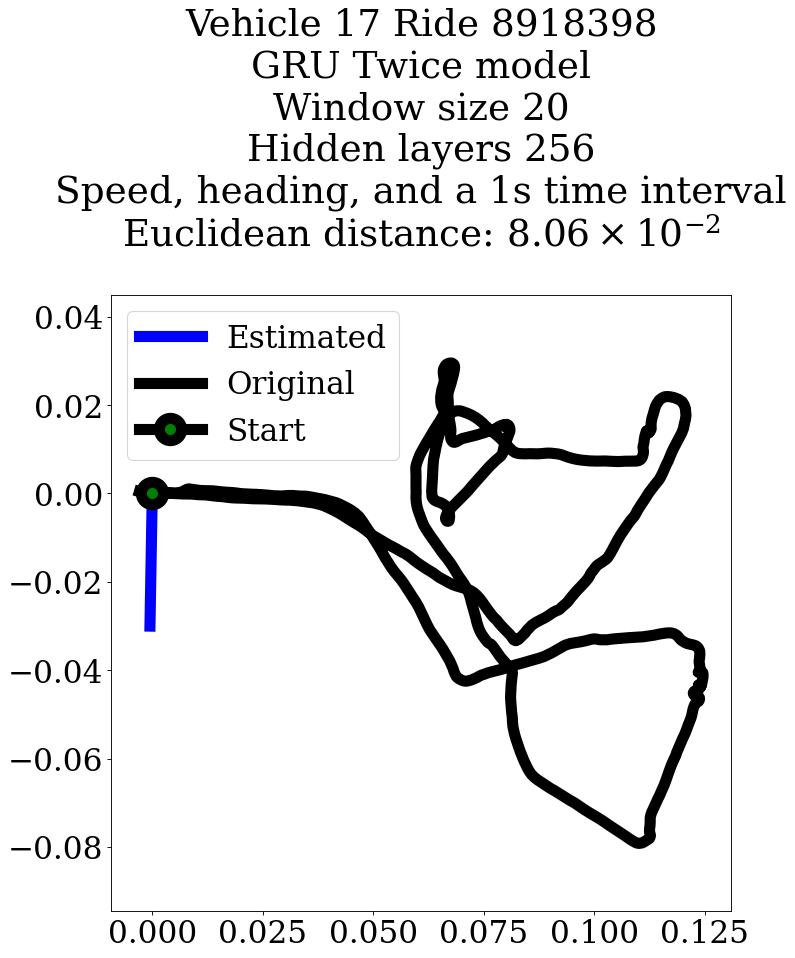 Vehicle 17 Ride 8918398
GRU Twice model
Window size 20
Hidden layers 256
Speed, heading, and a 1s time interval
Euclidean distance: 8.06 × 10⁻²
Estimated
Original
Start
0.04
0.02
0.00
−0.02
−0.04
−0.06
−0.08
0.000 0.025 0.050 0.075 0.100 0.125